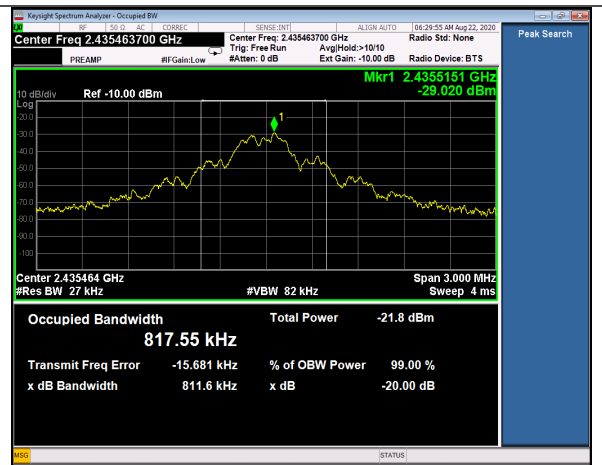 Keysight Spectrum Analyzer - Occupied BW
RF 50 Ω AC CORREC SENSE:INT ALIGN AUTO 06:29:55 AM Aug 22, 2020
Center Freq 2.435463700 GHz Center Freq: 2.435463700 GHz Radio Std: None Peak Search
Trig: Free Run Avg|Hold:>10/10
PREAMP #IFGain:Low #Atten: 0 dB Ext Gain: -10.00 dB Radio Device: BTS
Mkr1 2.4355151 GHz
10 dB/div Ref -10.00 dBm -29.020 dBm
Log
-20.0
1
-30.0
-40.0
-50.0
-60.0
-70.0
-80.0
-90.0
-100
Center 2.435464 GHz Span 3.000 MHz
#Res BW 27 kHz #VBW 82 kHz Sweep 4 ms
Occupied Bandwidth Total Power -21.8 dBm
817.55 kHz
Transmit Freq Error -15.681 kHz % of OBW Power 99.00 %
x dB Bandwidth 811.6 kHz x dB -20.00 dB
MSG STATUS